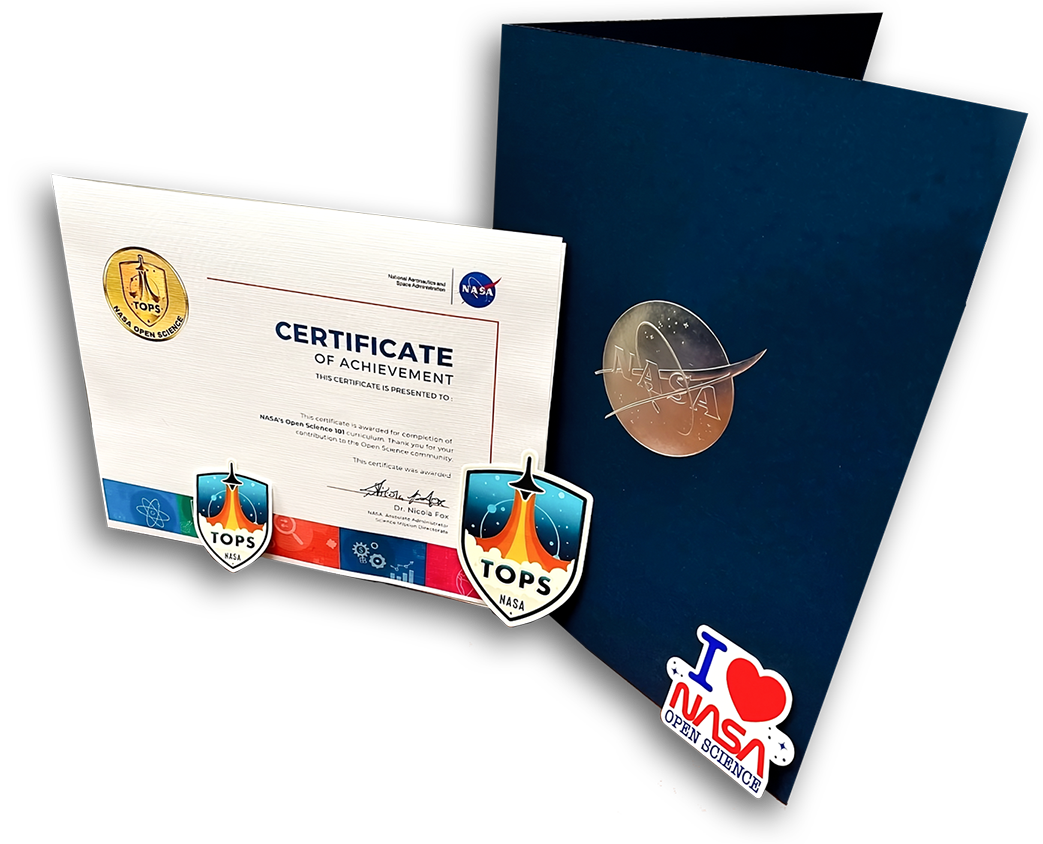 TOPS
NASA OPEN SCIENCE
National Aeronautics and
Space Administration
NASA
CERTIFICATE
OF ACHIEVEMENT
THIS CERTIFICATE IS PRESENTED TO :
This certificate is awarded for completion of
NASA's Open Science 101 curriculum. Thank you for your
contribution to the Open Science community.
This certificate was awarded
Dr. Nicola Fox
NASA, Associate Administrator
Science Mission Directorate
TOPS
NASA
TOPS
NASA
NASA
I
NASA
OPEN SCIENCE